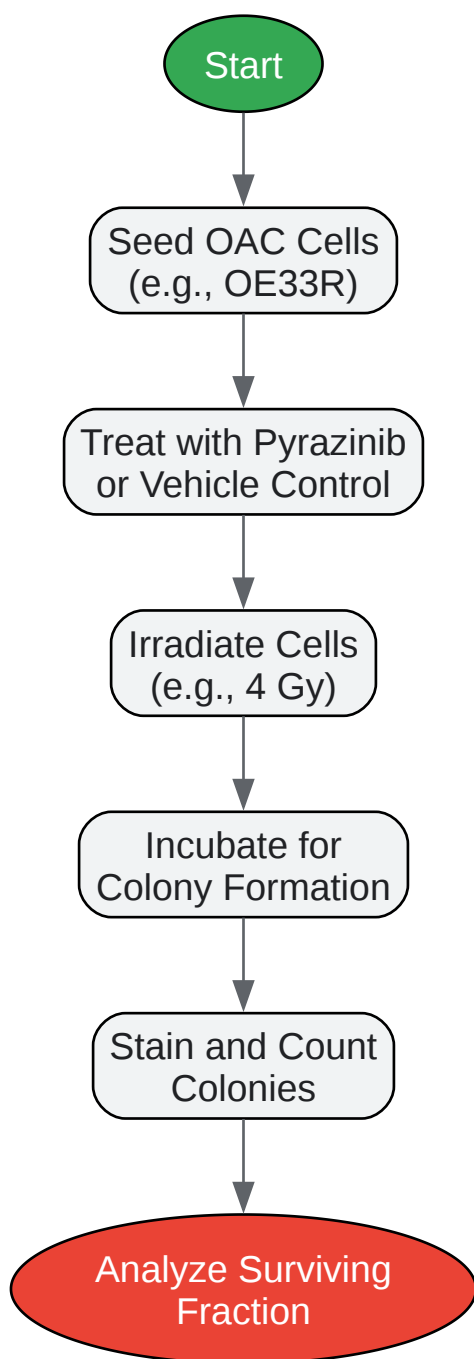 Start
Seed OAC Cells
(e.g., OE33R)
Treat with Pyrazinib
or Vehicle Control
Irradiate Cells
(e.g., 4 Gy)
Incubate for
Colony Formation
Stain and Count
Colonies
Analyze Surviving
Fraction